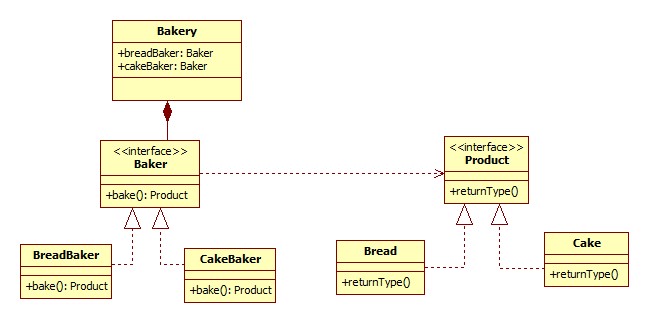 Bakery
+breadBaker: Baker
+cakeBaker: Baker
<<interface>>
Baker
+bake(): Product
<<interface>>
Product
+returnType()
BreadBaker
+bake(): Product
CakeBaker
+bake(): Product
Bread
+returnType()
Cake
+returnType()